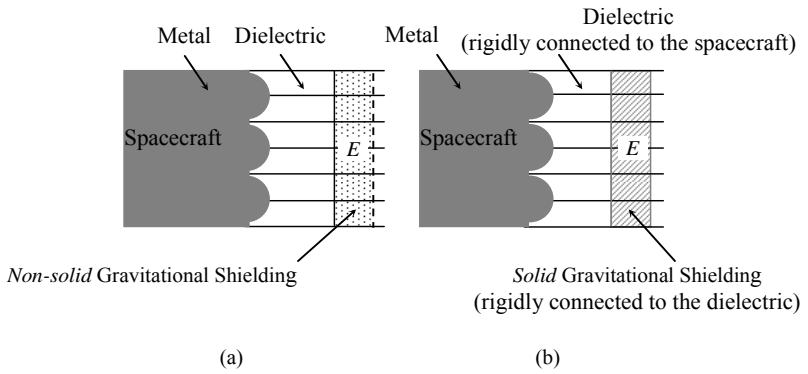 Metal
Dielectric
Spacecraft
E
Non-solid Gravitational Shielding
(a)
Dielectric
(rigidly connected to the spacecraft)
Metal
Spacecraft
E
Solid Gravitational Shielding
(rigidly connected to the dielectric)
(b)